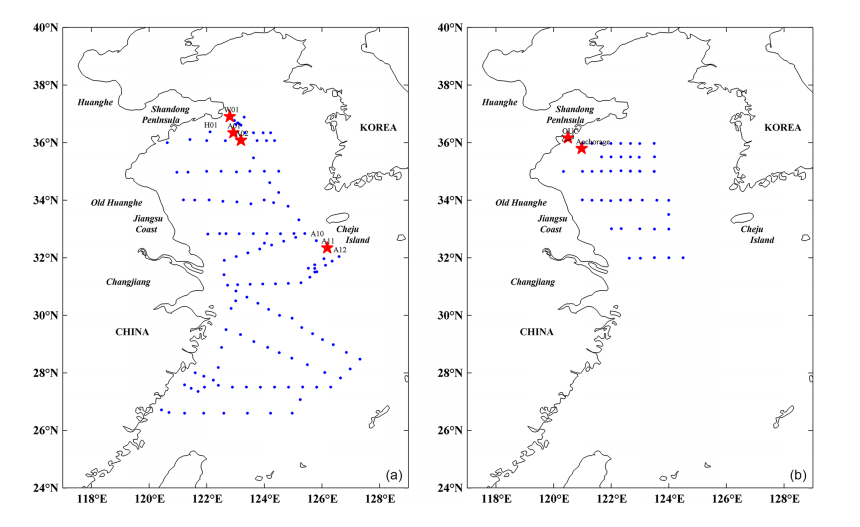 40°N
38°N
36°N
34°N
32°N
30°N
28°N
26°N
24°N
118°E
120°E
122°E
124°E
126°E
128°E
Huanghe
Shandong
Peninsula
W01
H01
KOREA
Old Huanghe
Jiangsu
Coast
Cheju
Island
A10
A11
A12
Changjiang
CHINA
(a)
40°N
38°N
36°N
34°N
32°N
30°N
28°N
26°N
24°N
118°E
120°E
122°E
124°E
126°E
128°E
Huanghe
Shandong
Peninsula
Anchorage
KOREA
Old Huanghe
Jiangsu
Coast
Cheju
Island
Changjiang
CHINA
(b)